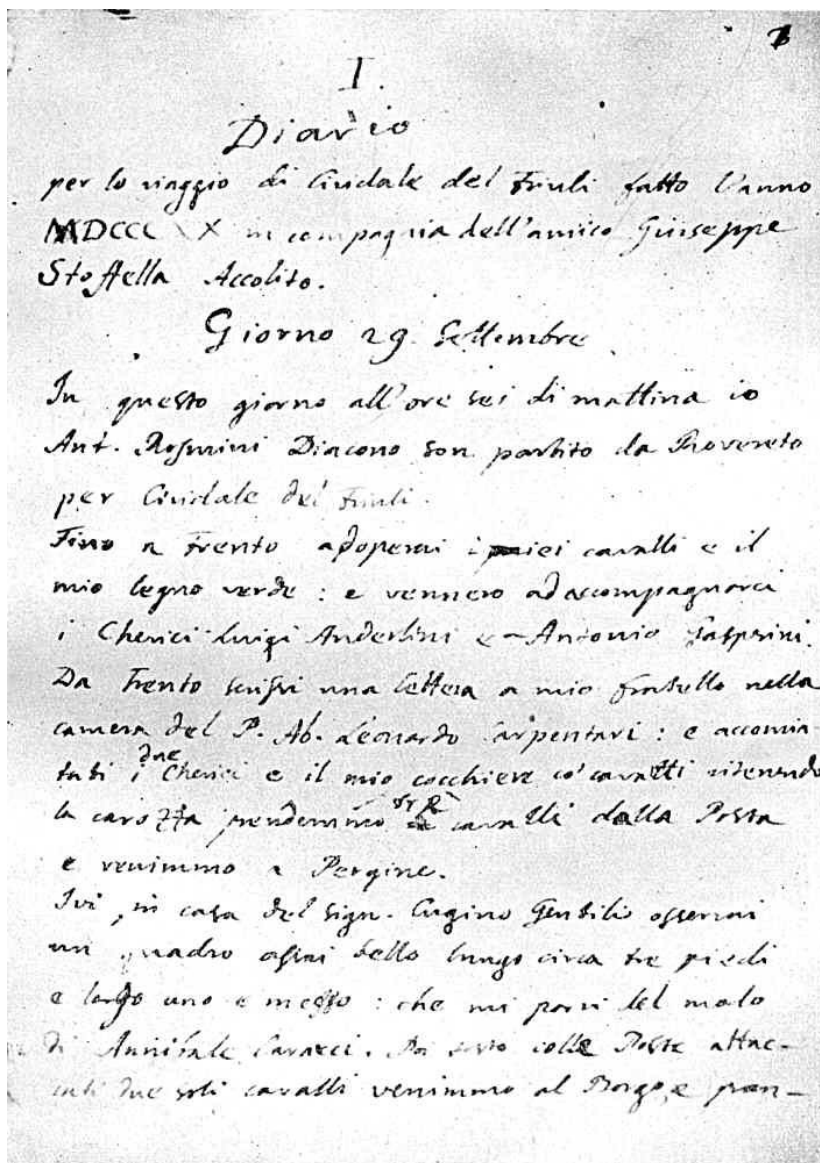 I.
Diario
per lo viaggio di Cividale del Friuli fatto l'anno
MDCCCXX in compagnia dell'amico Giuseppe
Stoffella Accolito.
Giorno 29. Settembre
In questo giorno all'ore sei di mattina io
Ant. Rosmini Diacono son partito da Rovereto
per Cividale del Friuli.
Fino a Trento adoperai i miei cavalli e il
mio legno verde : e vennero ad accompagnarci
i Cherici Luigi Anderlini e Antonio Gasperini.
Da Trento scrissi una lettera a mio fratello nella
camera del P. Ab. Leonardo Carpentari : e accomia-
tati i due Cherici e il mio cocchiere co' cavalli ritenendo
la carozza prendemmo tre cavalli dalla Posta
e venimmo a Pergine.
Ivi, in casa del Sign. Cugino Gentili osservai
un quadro assai bello lungo circa tre piedi
e largo uno e mezzo : che mi parve del modo
di Annibale Caracci. Poi colle Poste attac-
cati due soli cavalli venimmo al Borgo, e pran-